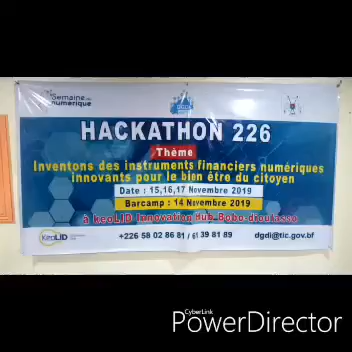 Semaine du
numérique
HACKATHON 226
Thème
Inventons des instruments financiers numériques
innovants pour le bien être du citoyen
Date : 15,16,17 Novembre 2019
Barcamp : 14 Novembre 2019
à keoLID Innovation Hub Bobo-dioulasso
KeoLID
+226 58 02 86 81 / 61 39 81 89
dgdi@tic.gov.bf
CyberLink
PowerDirector